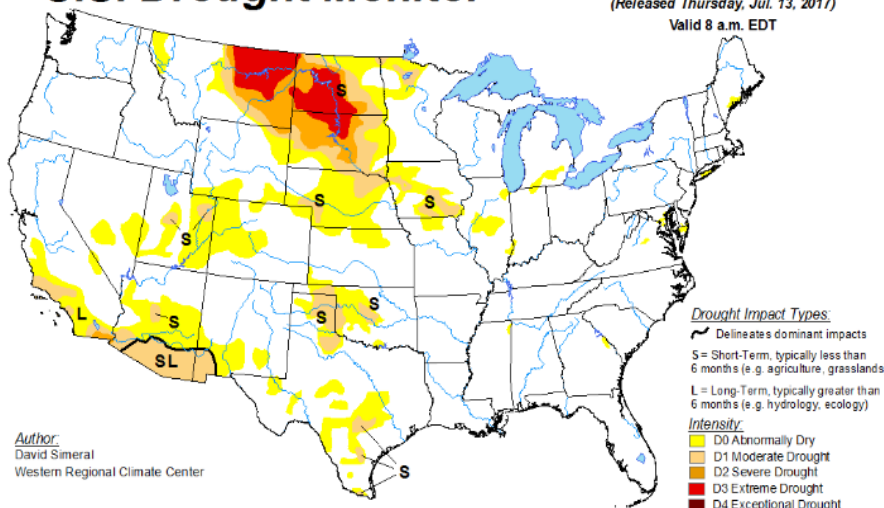 U.S. Drought Monitor
(Released Thursday, Jul. 13, 2017)
Valid 8 a.m. EDT
S
S
S
S
L
S
S
S
SL
S
Drought Impact Types:
Delineates dominant impacts
S = Short-Term, typically less than
6 months (e.g. agriculture, grasslands
L = Long-Term, typically greater than
6 months (e.g. hydrology, ecology)
Intensity:
D0 Abnormally Dry
D1 Moderate Drought
D2 Severe Drought
D3 Extreme Drought
D4 Exceptional Drought
Author:
David Simeral
Western Regional Climate Center